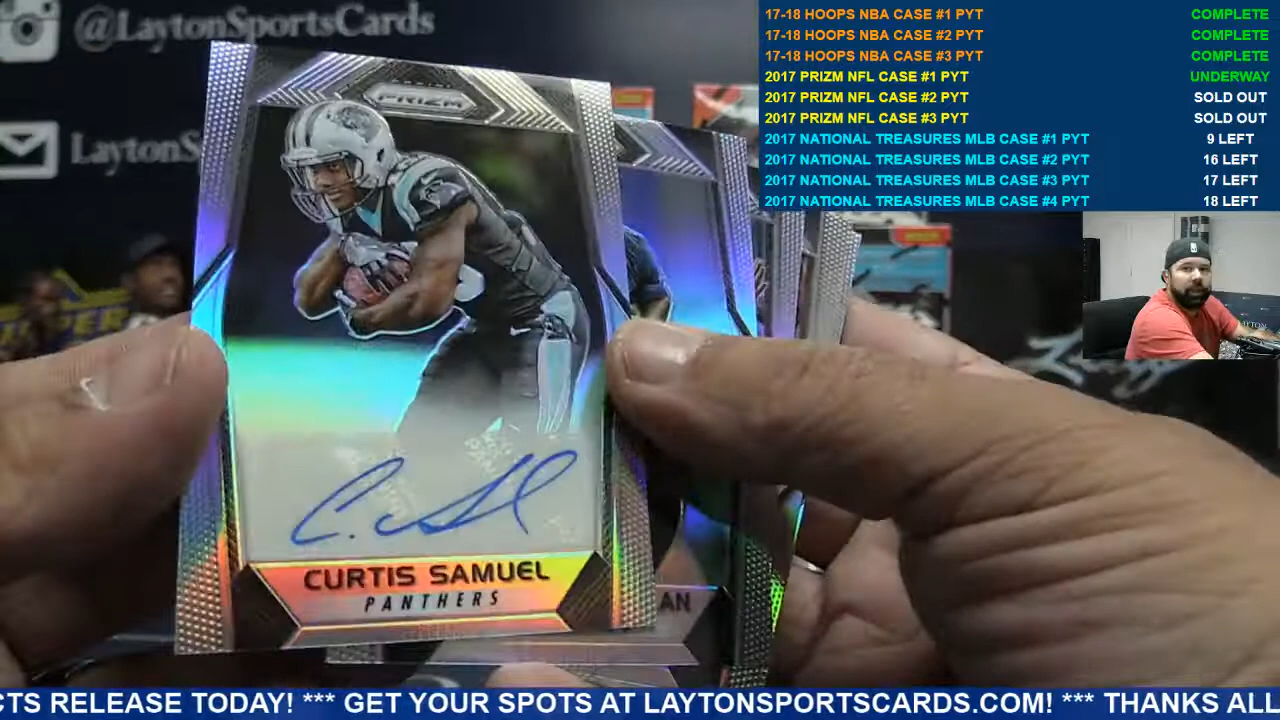 @LaytonSportsCards
LaytonS
17-18 HOOPS NBA CASE #1 PYT COMPLETE
17-18 HOOPS NBA CASE #2 PYT COMPLETE
17-18 HOOPS NBA CASE #3 PYT COMPLETE
2017 PRIZM NFL CASE #1 PYT UNDERWAY
2017 PRIZM NFL CASE #2 PYT SOLD OUT
2017 PRIZM NFL CASE #3 PYT SOLD OUT
2017 NATIONAL TREASURES MLB CASE #1 PYT 9 LEFT
2017 NATIONAL TREASURES MLB CASE #2 PYT 16 LEFT
2017 NATIONAL TREASURES MLB CASE #3 PYT 17 LEFT
2017 NATIONAL TREASURES MLB CASE #4 PYT 18 LEFT
PRIZM
CURTIS SAMUEL
PANTHERS
AN
CTS RELEASE TODAY! *** GET YOUR SPOTS AT LAYTONSPORTSCARDS.COM! *** THANKS ALL